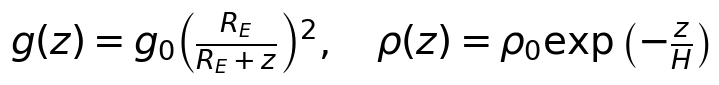 $g(z) = g_0 \left( \frac{R_E}{R_E + z} \right)^2, \quad \rho(z) = \rho_0 \exp \left( -\frac{z}{H} \right)$